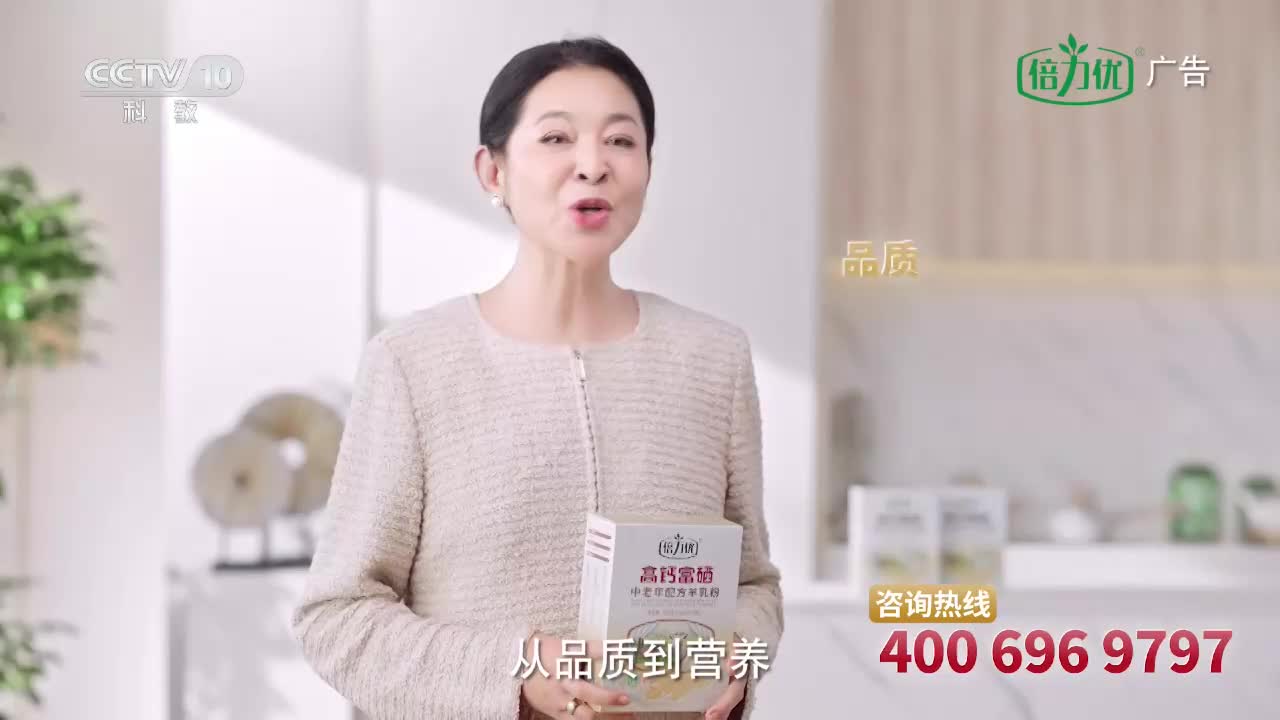 CCTV 10
科教
倍力优® 广告
品质
倍力优
高钙富硒
中老年配方羊乳粉
咨询热线
400 696 9797
从品质到营养